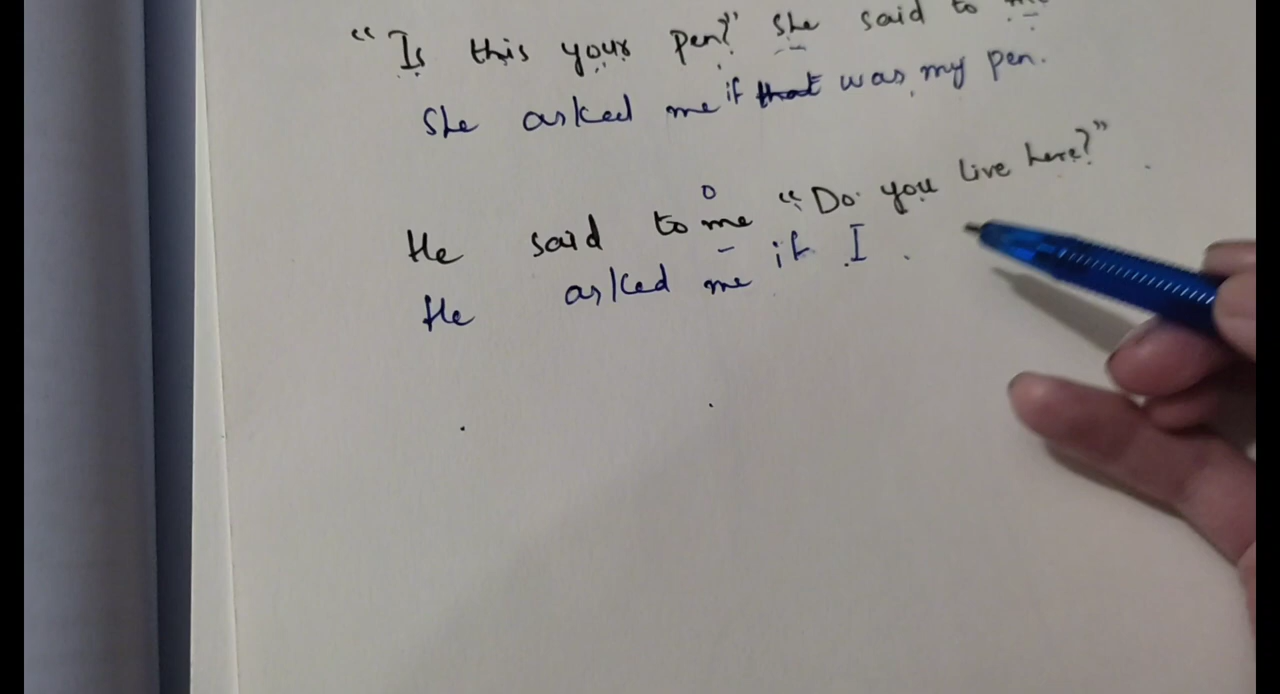 “Is this your pen?” She said to me
She asked me if that was my pen.
He said to me “Do you live here?”
He asked me if I